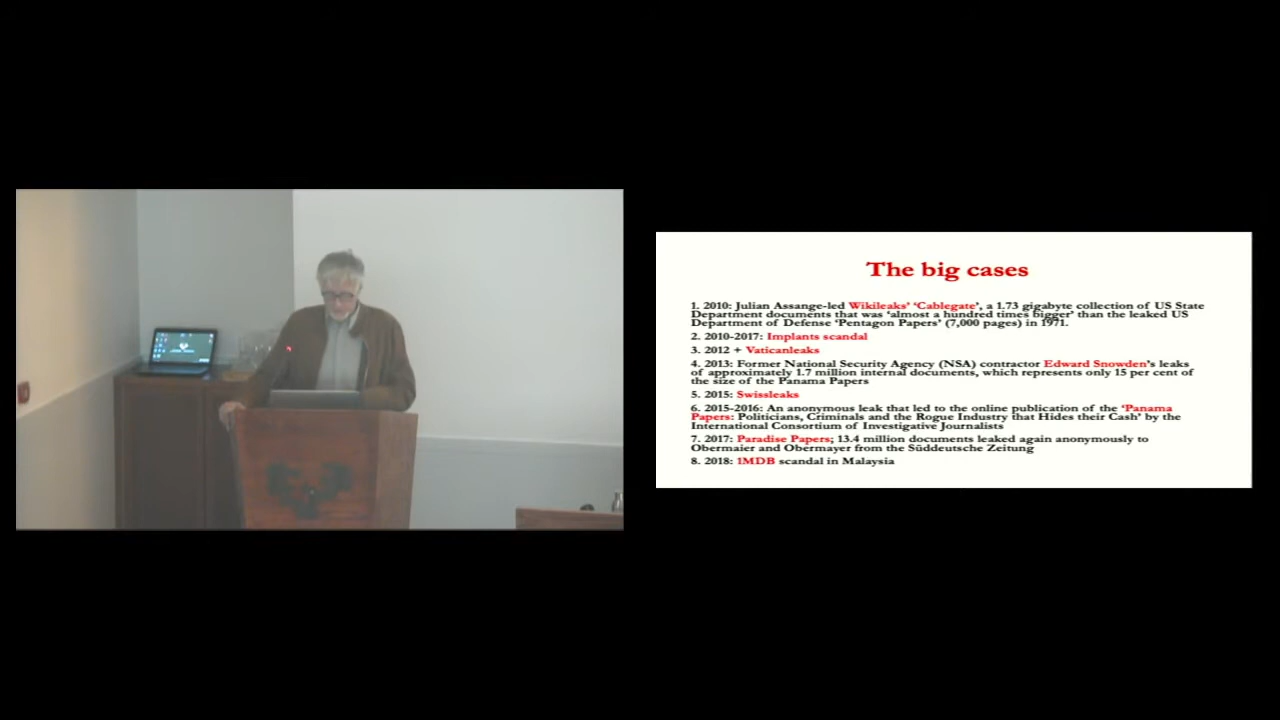 The big cases
1. 2010: Julian Assange-led Wikileaks' 'Cablegate', a 1.73 gigabyte collection of US State
Department documents that was 'almost a hundred times bigger' than the leaked US
Department of Defense 'Pentagon Papers' (7,000 pages) in 1971.
2. 2010-2017: Implants scandal
3. 2012 + Vaticanleaks
4. 2013: Former National Security Agency (NSA) contractor Edward Snowden's leaks
of approximately 1.7 million internal documents, which represents only 15 per cent of
the size of the Panama Papers
5. 2015: Swissleaks
6. 2015-2016: An anonymous leak that led to the online publication of the 'Panama
Papers: Politicians, Criminals and the Rogue Industry that Hides their Cash' by the
International Consortium of Investigative Journalists
7. 2017: Paradise Papers; 13.4 million documents leaked again anonymously to
Obermaier and Obermayer from the Süddeutsche Zeitung
8. 2018: 1MDB scandal in Malaysia